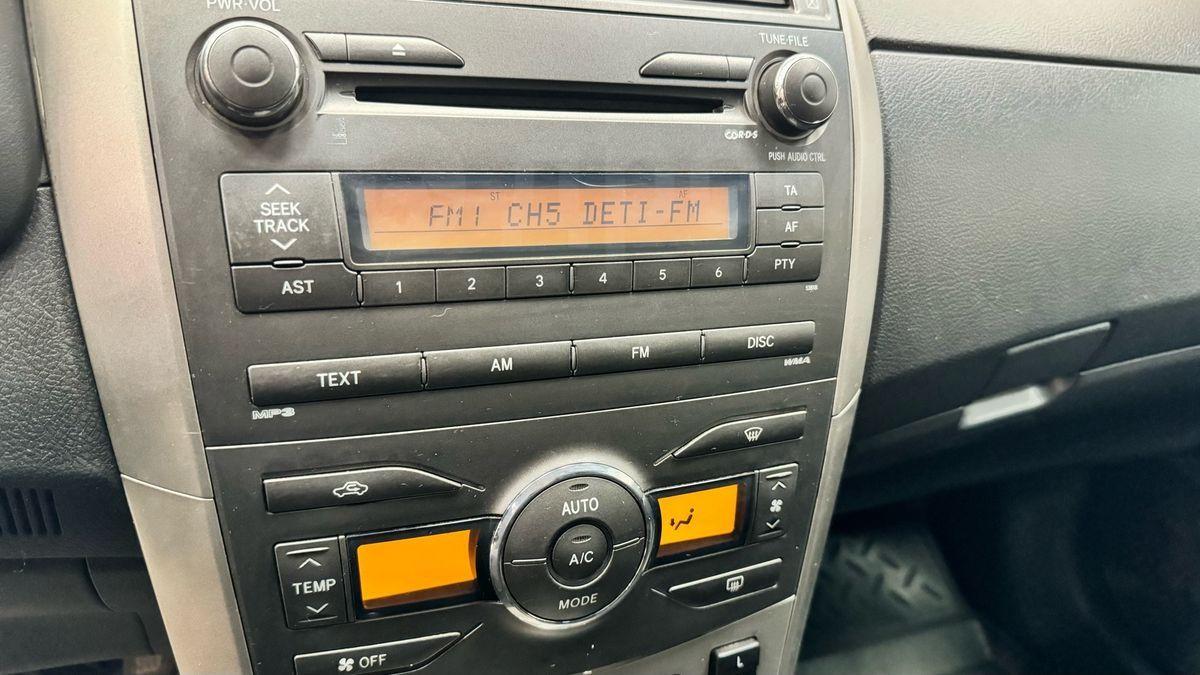 PWR·VOL
TUNE·FILE
CD R·D·S
PUSH AUDIO CTRL
ST AF
FM1 CH5 DETI-FM
SEEK
TRACK
TA
AF
PTY
AST
1 2 3 4 5 6
TEXT AM FM DISC
MP3
WMA
AUTO
A/C
MODE
TEMP
OFF